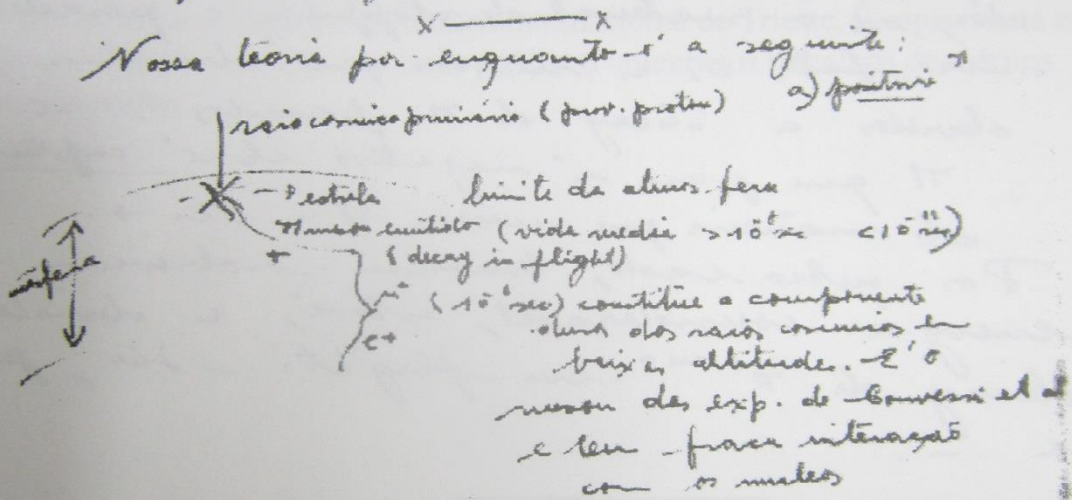 x — x
Nossa teoria por enquanto é a seguinte:
a) positivo
raio cosmico primário (prov. proton)
→ estrela limite da atmosfera
π meson emitido (vida media >10⁻⁸ sec <10⁻¹¹ sec)
+ (decay in flight)
μ⁺ (10⁻⁶ sec) constitue a componente
e+ dura dos raios cosmicos em
baixas altitude. E' o
meson das exp. de Conversi et al
e tem fraca interação
com os nucleos